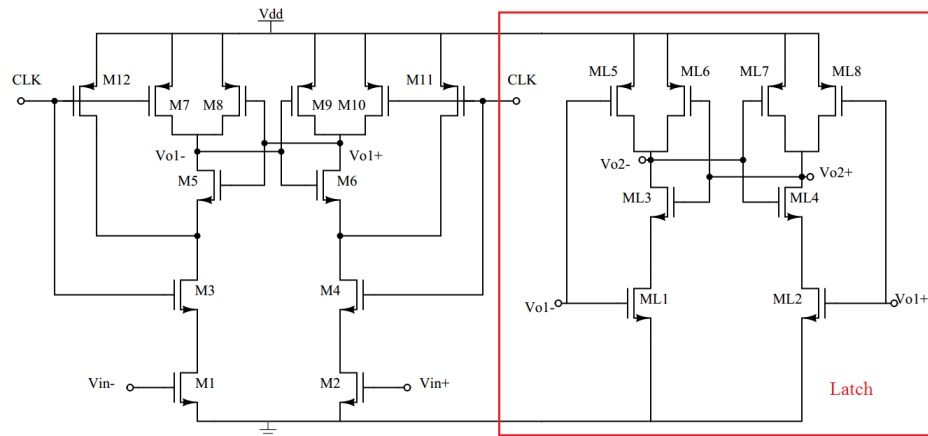 Vdd
CLK
M12
M7
M8
M9
M10
M11
CLK
ML5
ML6
ML7
ML8
Vo1-
Vo1+
Vo2-
Vo2+
M5
M6
ML3
ML4
M3
M4
Vo1-
ML1
ML2
Vo1+
Vin-
M1
M2
Vin+
Latch